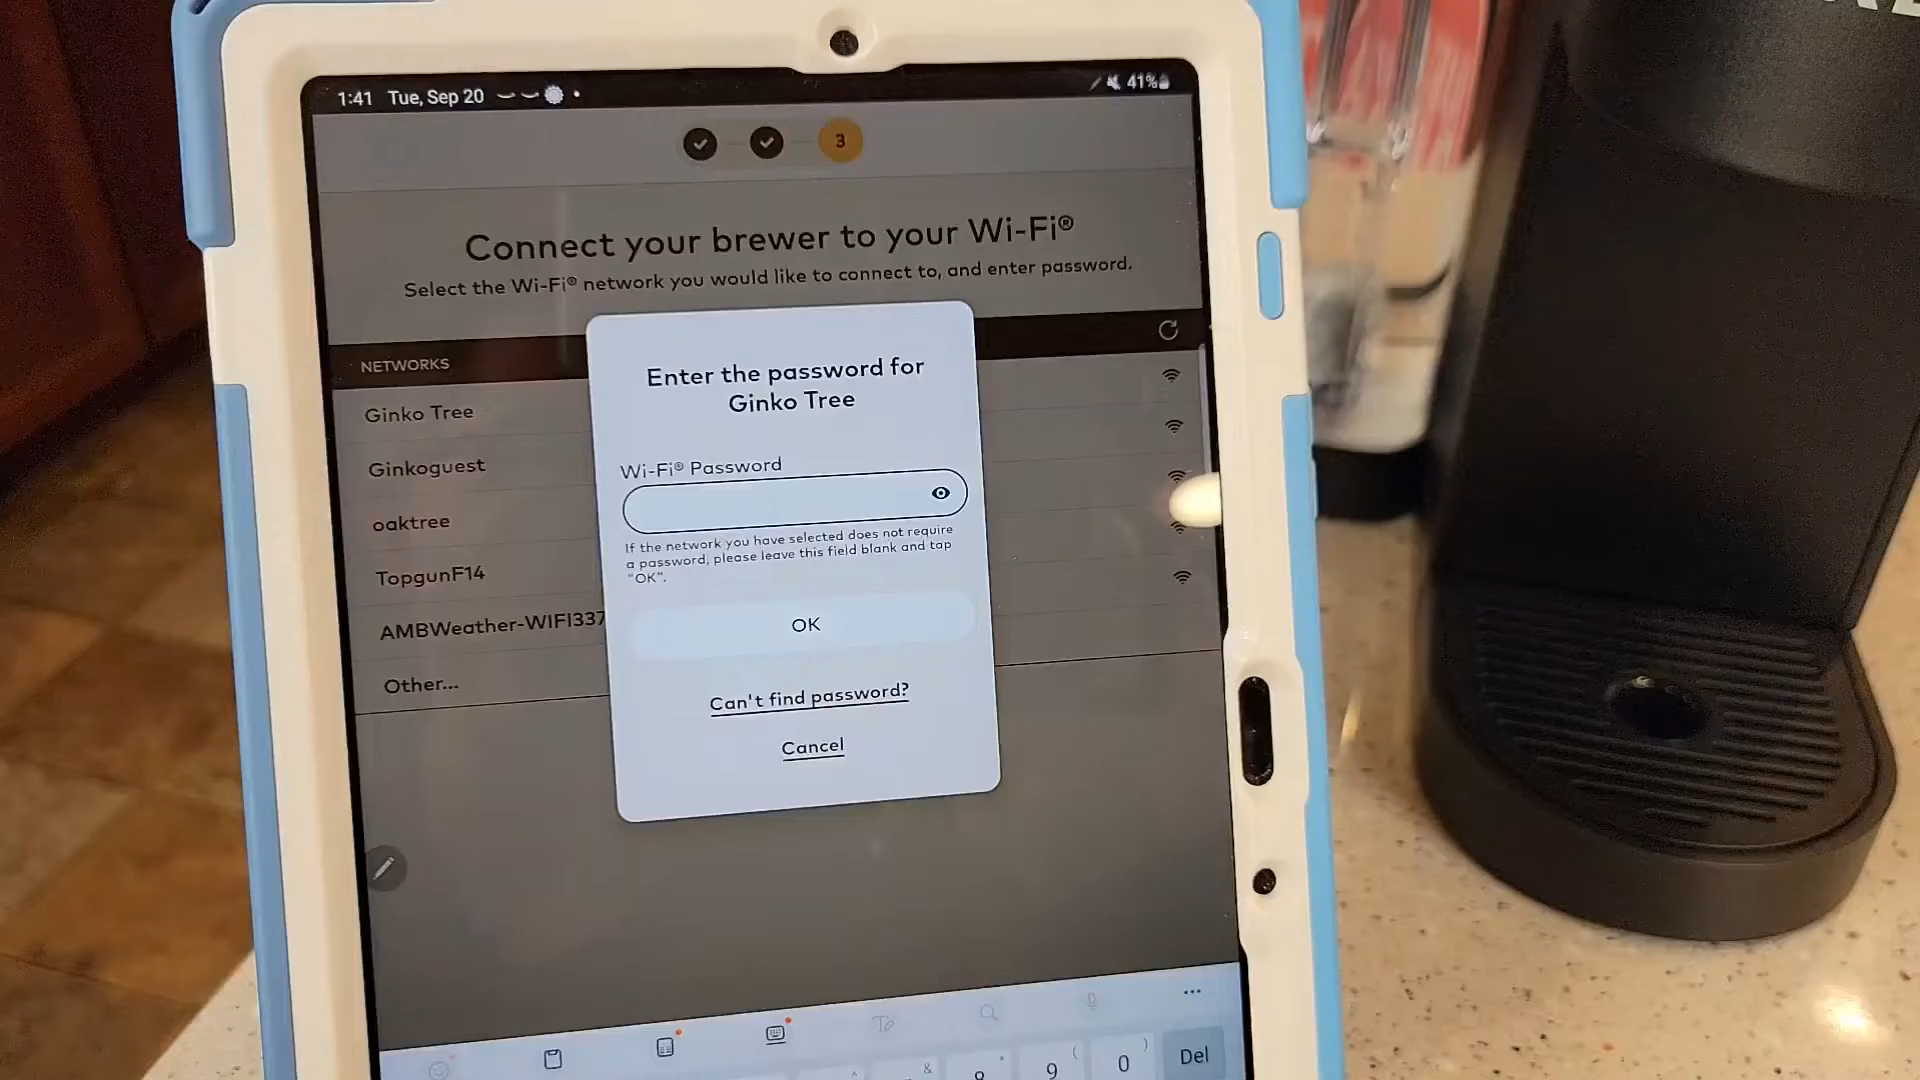 1:41 Tue, Sep 20
41%
3
Connect your brewer to your Wi-Fi®
Select the Wi-Fi® network you would like to connect to, and enter password.
NETWORKS
Ginko Tree
Ginkoguest
oaktree
TopgunF14
AMBWeather-WIFI337
Other...
Enter the password for
Ginko Tree
Wi-Fi® Password
If the network you have selected does not require
a password, please leave this field blank and tap
"OK".
OK
Can't find password?
Cancel
8 9 ( 0 ) Del